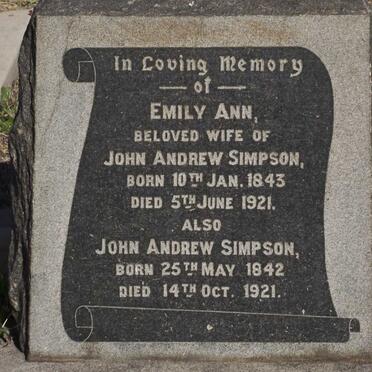 In Loving Memory
of
EMILY ANN,
BELOVED WIFE OF
JOHN ANDREW SIMPSON,
BORN 10TH JAN. 1843
DIED 5TH JUNE 1921.
ALSO
JOHN ANDREW SIMPSON,
BORN 25TH MAY 1842
DIED 14TH OCT. 1921.